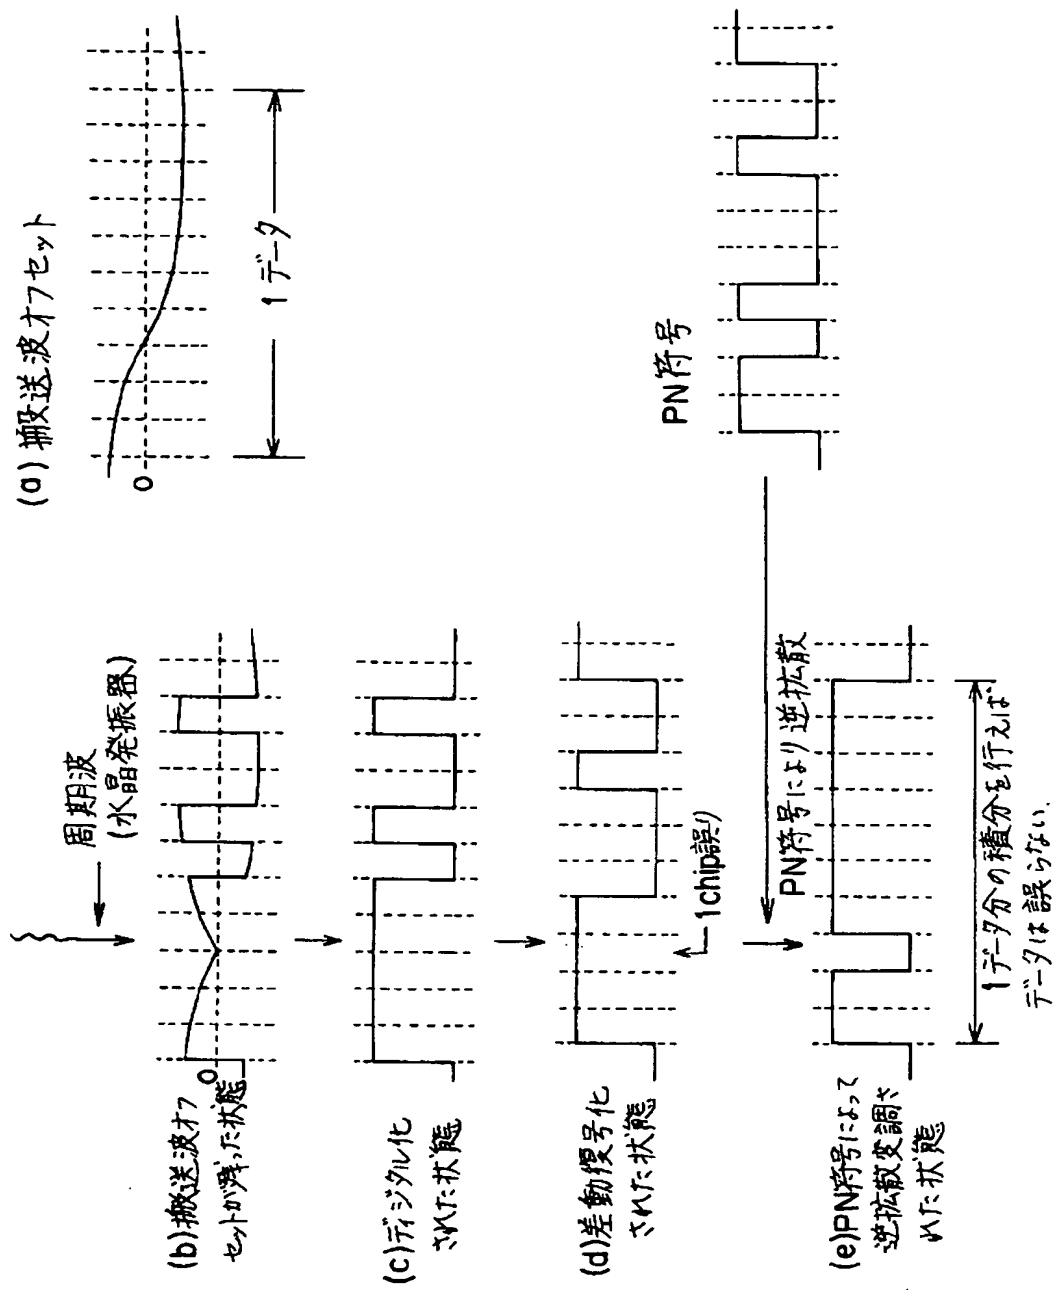 (a) 搬送波オフセット
0
1データ
周期波
(水晶発振器)
(b)搬送波オフ
セットが残った状態
0
(c)ディジタル化
された状態
(d)差動復号化
された状態
1chip誤り
PN符号
PN符号により逆拡散
(e)PN符号によって
逆拡散変調さ
れた状態
1データ分の積分を行えば
データは誤らない.